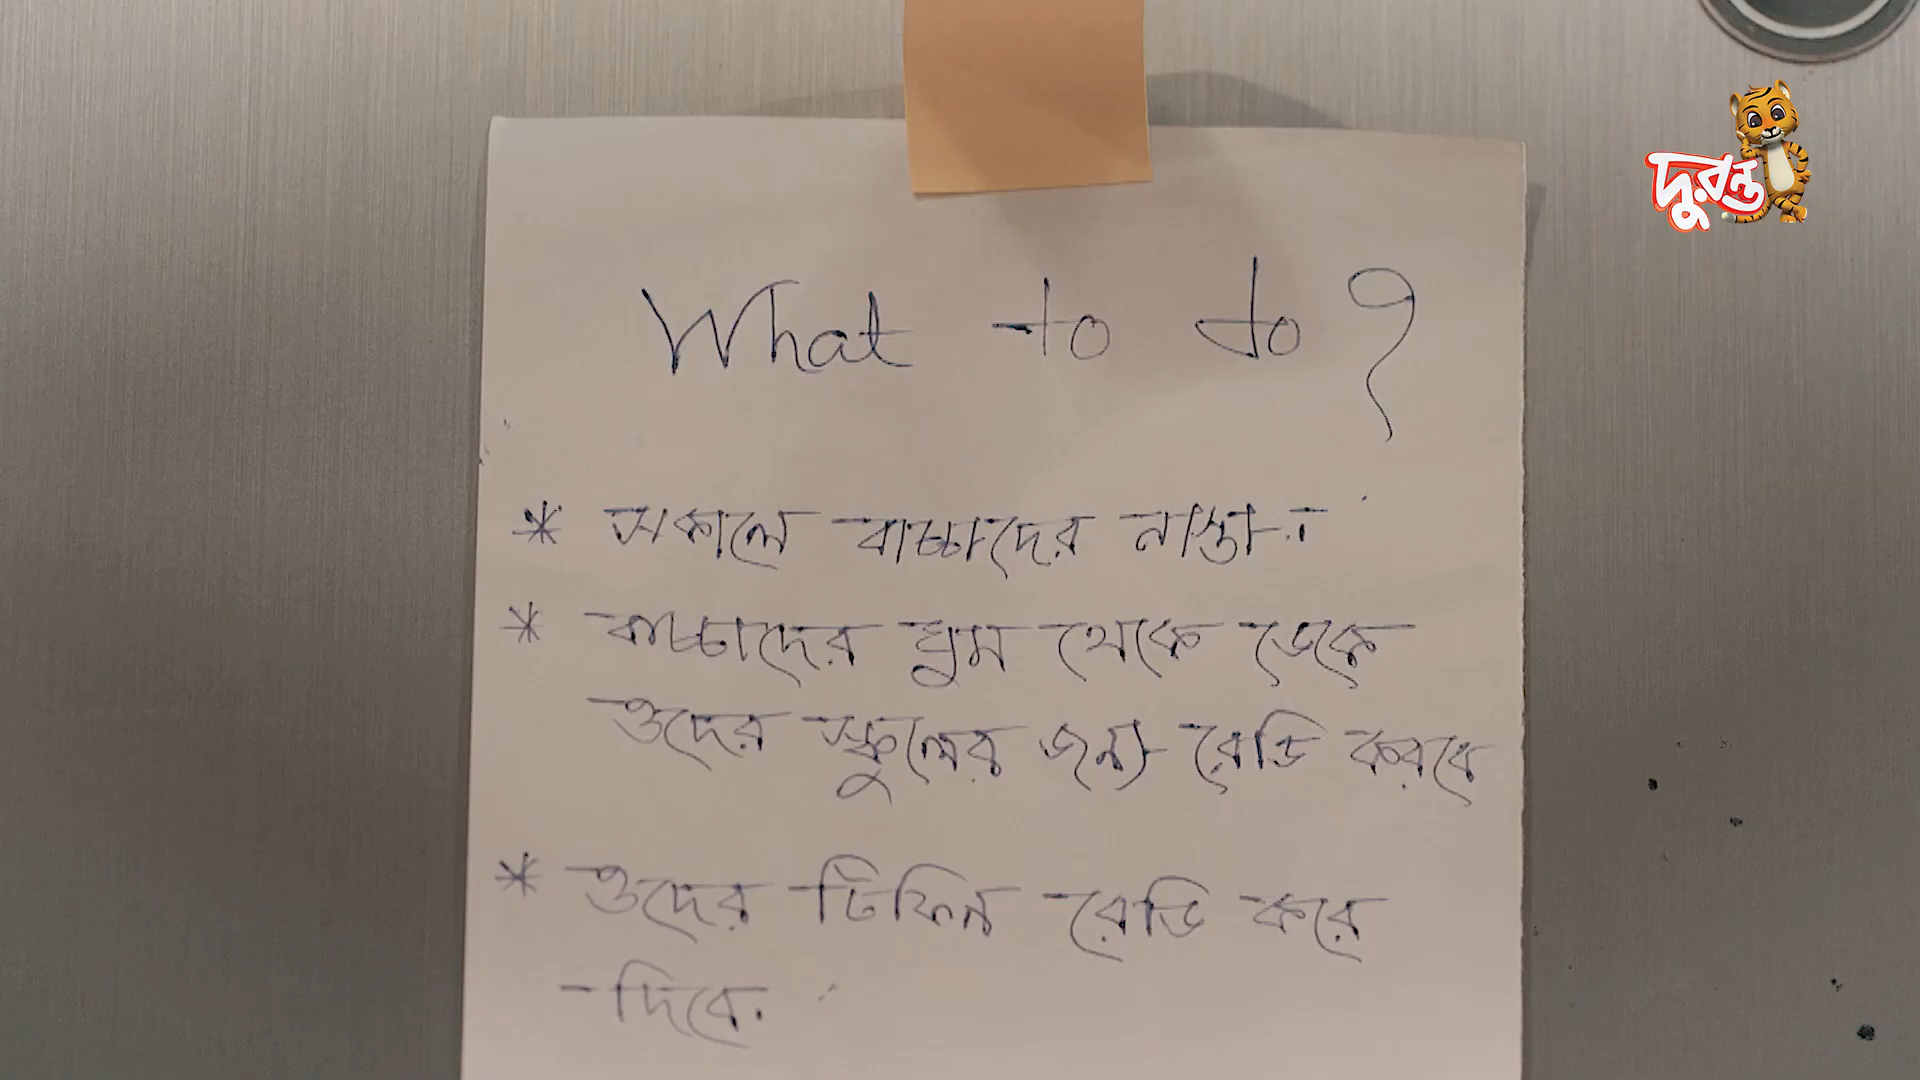 দুরন্ত
What to do?
* সকালে বাচ্চাদের নাস্তা।
* বাচ্চাদের ঘুম থেকে ডেকে
ওদের স্কুলের জন্য রেডি করবে
* ওদের টিফিন রেডি করে
দিবে.